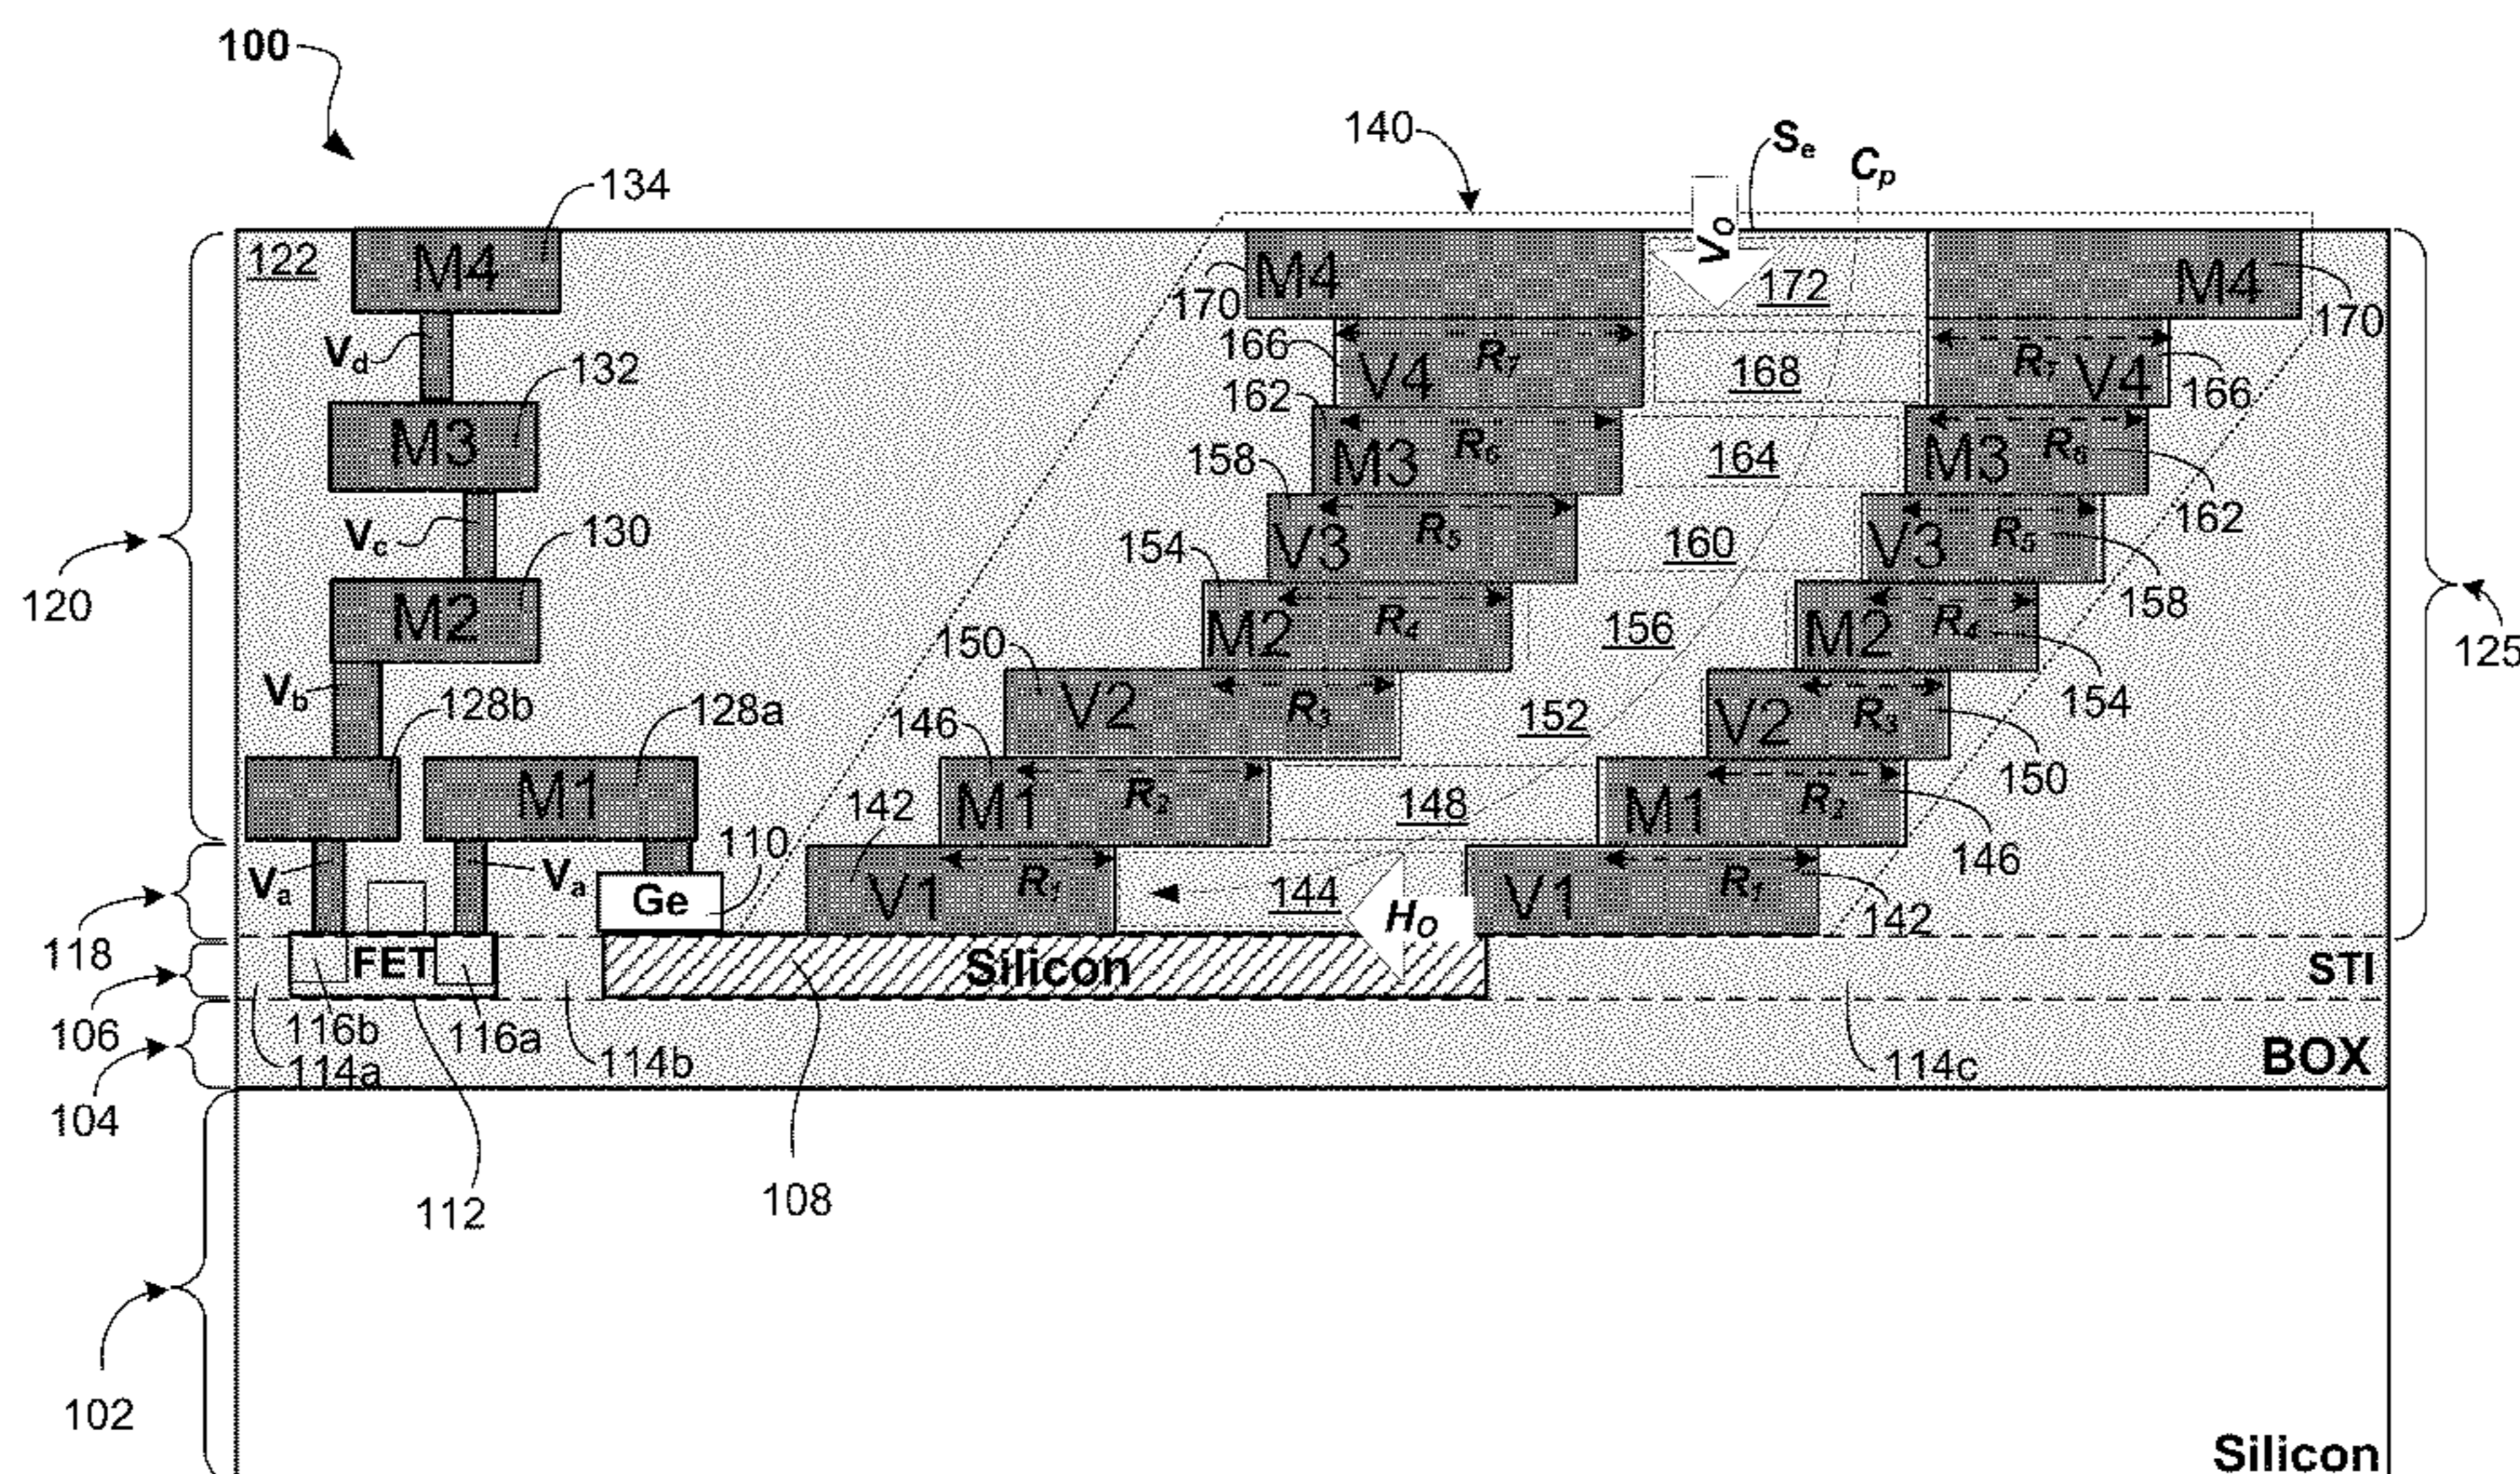 100
140
Se
Cp
134
122
M4
VO
172
M4
M4
170
170
Vd
132
166
R7
V4
168
R7
V4
166
162
M3
M3
R6
164
M3
R6
158
162
Vc
130
V3
R5
160
V3
R5
154
158
120
M2
M2
R4
156
M2
R4
125
150
154
Vb
128b
128a
V2
R3
152
V2
R3
146
150
M1
142
M1
R2
148
M1
R2
110
146
Va
Va
Ge
V1
R1
144
HO
V1
R1
142
118
FET
Silicon
STI
106
116b
116a
114a
114b
114c
BOX
104
112
108
102
Silicon